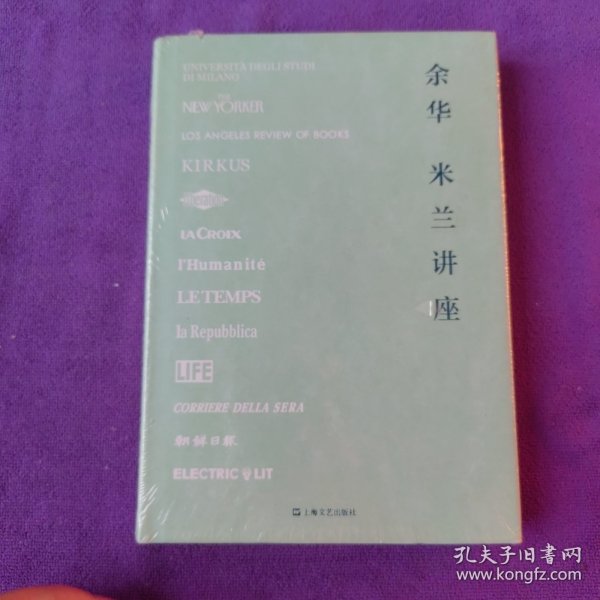 UNIVERSITÀ DEGLI STUDI
DI MILANO
THE
NEW YORKER
LOS ANGELES REVIEW OF BOOKS
KIRKUS
Libération
LA CROIX
l'Humanité
LE TEMPS
la Repubblica
LIFE
CORRIERE DELLA SERA
朝鮮日報
ELECTRIC LIT
余华 米兰讲座
上海文艺出版社
孔夫子旧书网
www.kongfz.com